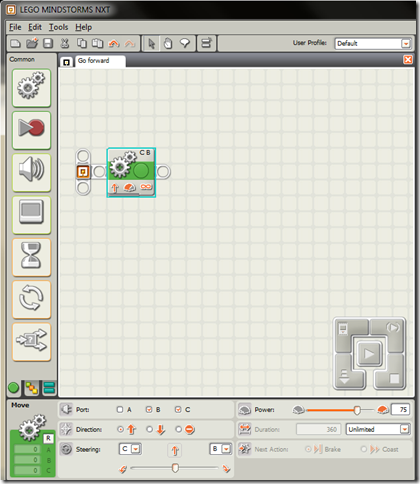 LEGO MINDSTORMS NXT
File Edit Tools Help
User Profile: Default
Common
Go forward
C B
Move
R
0 A
0 B
0 C
Port: A B C
Direction:
Steering: C B
Power: 75
Duration: 360 Unlimited
Next Action: Brake Coast